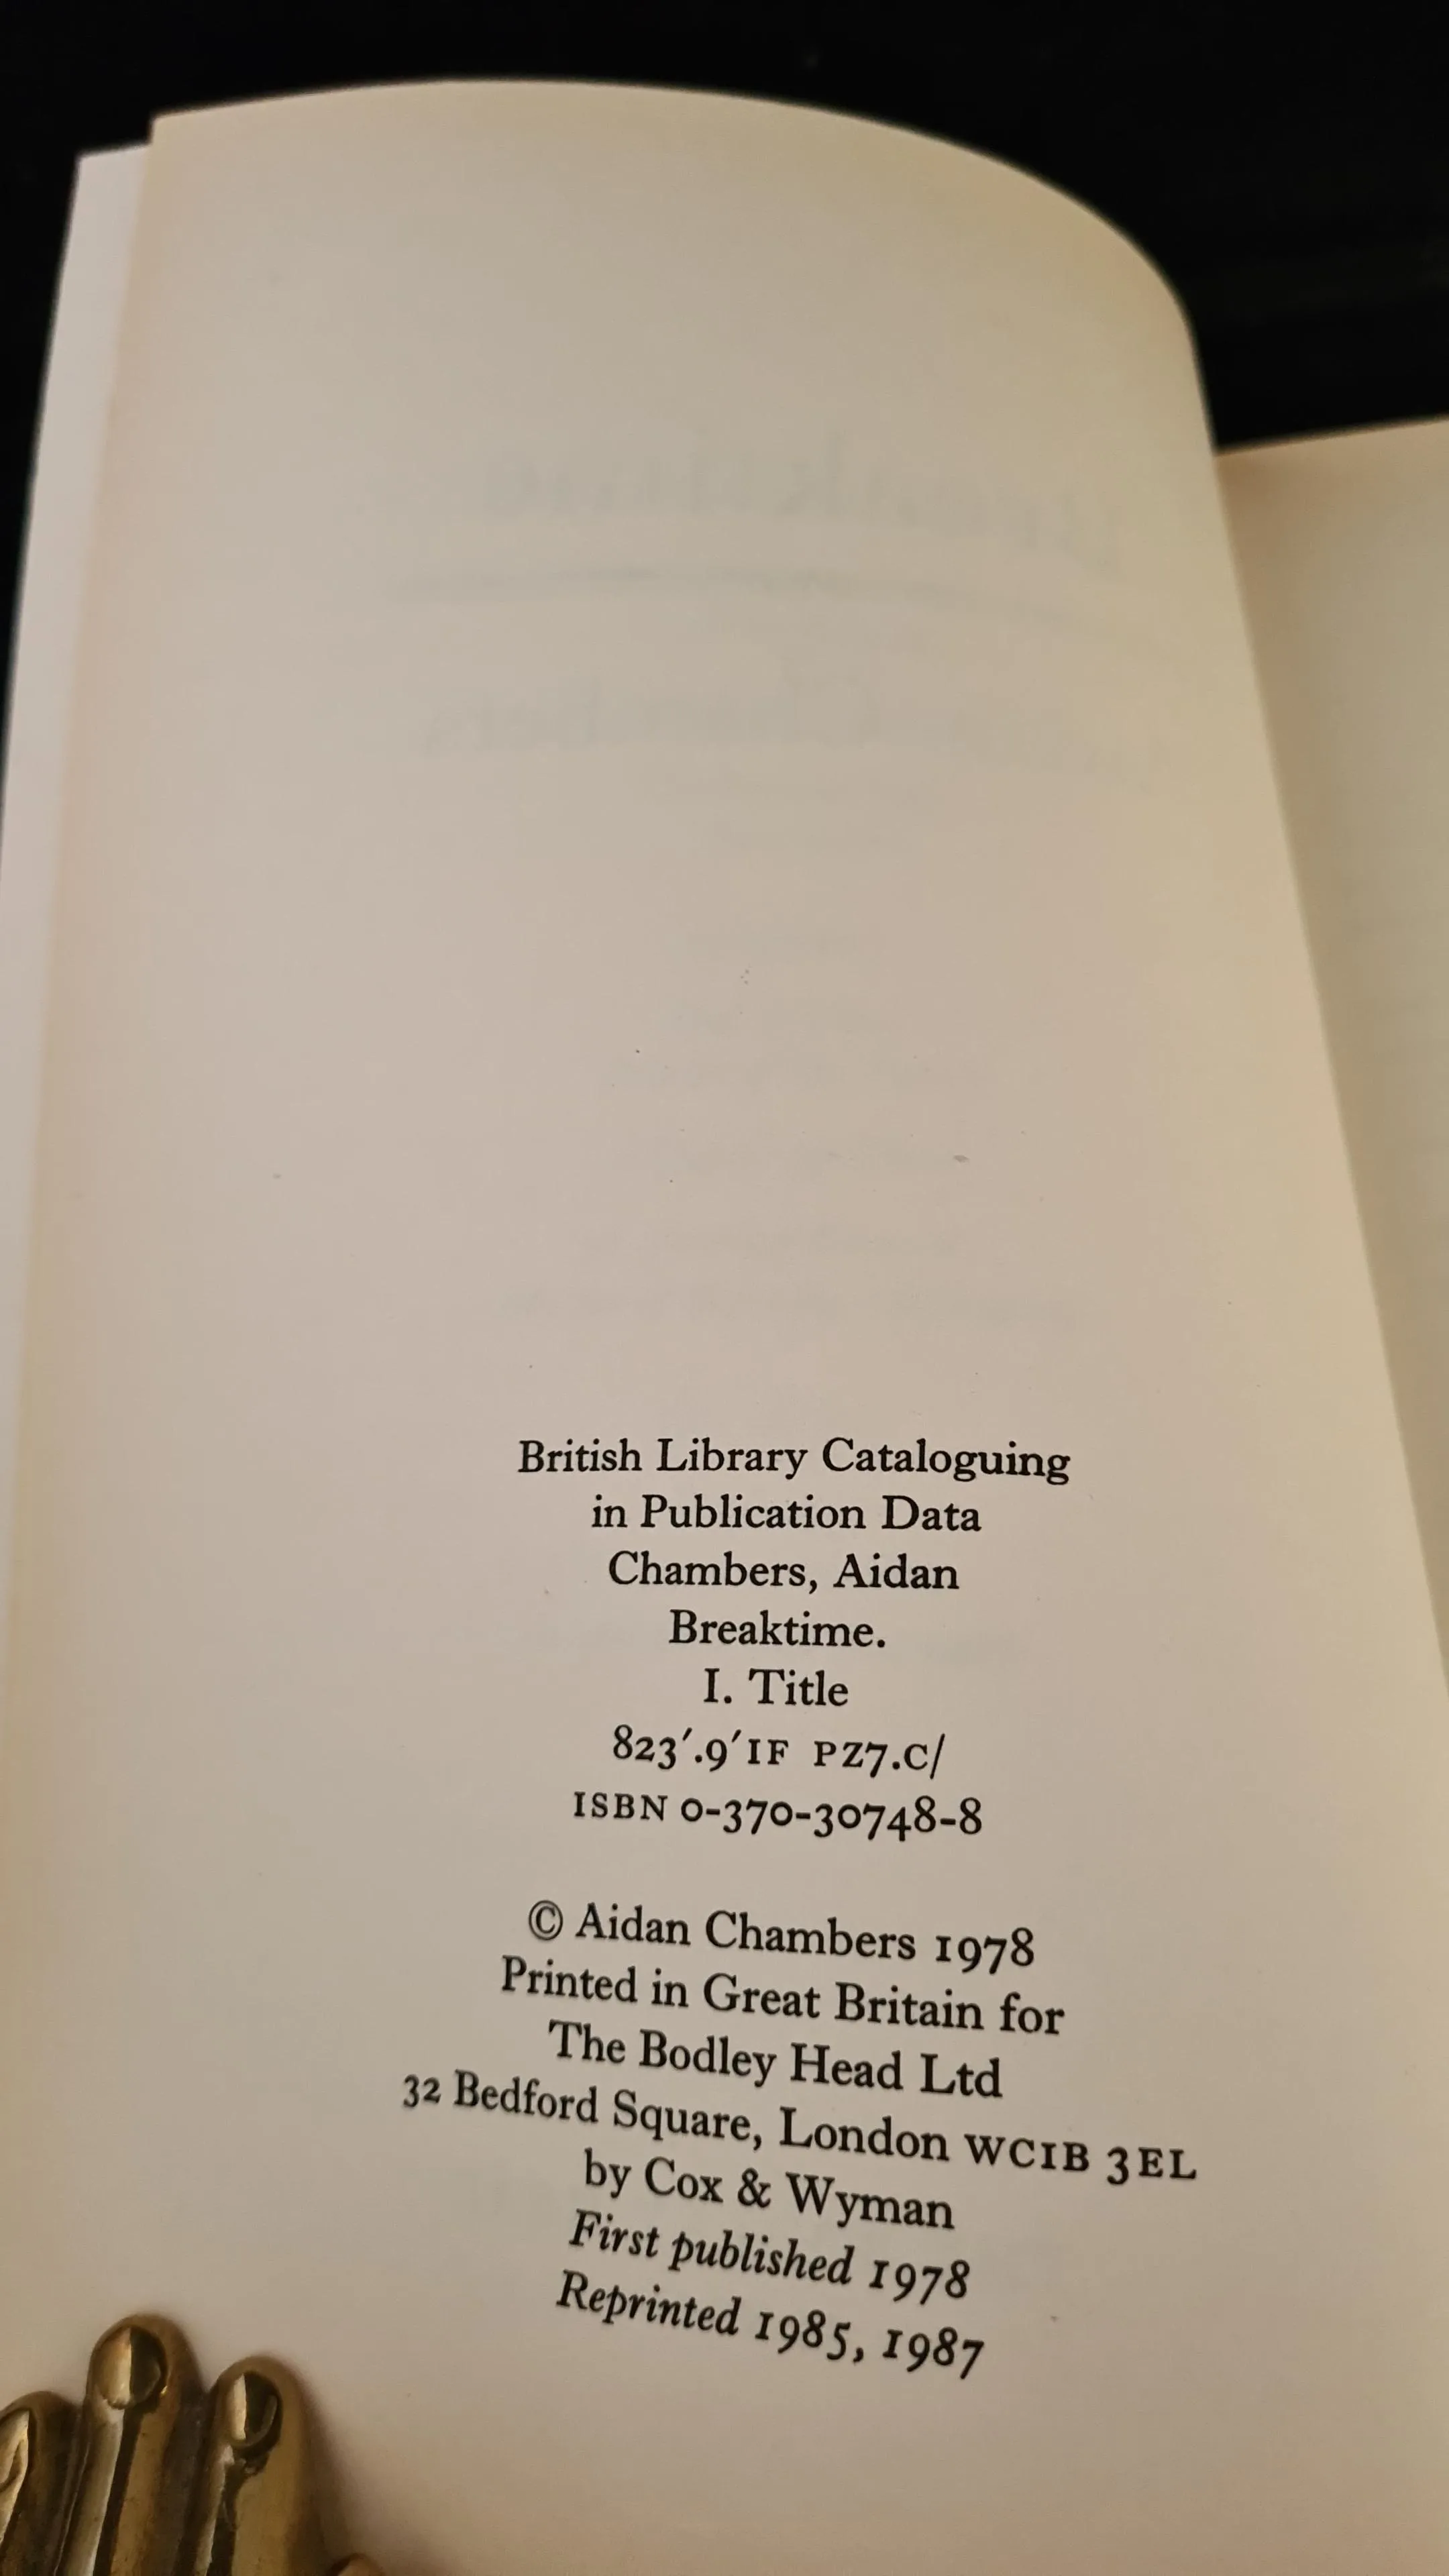 British Library Cataloguing
in Publication Data
Chambers, Aidan
Breaktime.
I. Title
823′.9′IF PZ7.C/
ISBN 0-370-30748-8
© Aidan Chambers 1978
Printed in Great Britain for
The Bodley Head Ltd
32 Bedford Square, London WC1B 3EL
by Cox & Wyman
First published 1978
Reprinted 1985, 1987